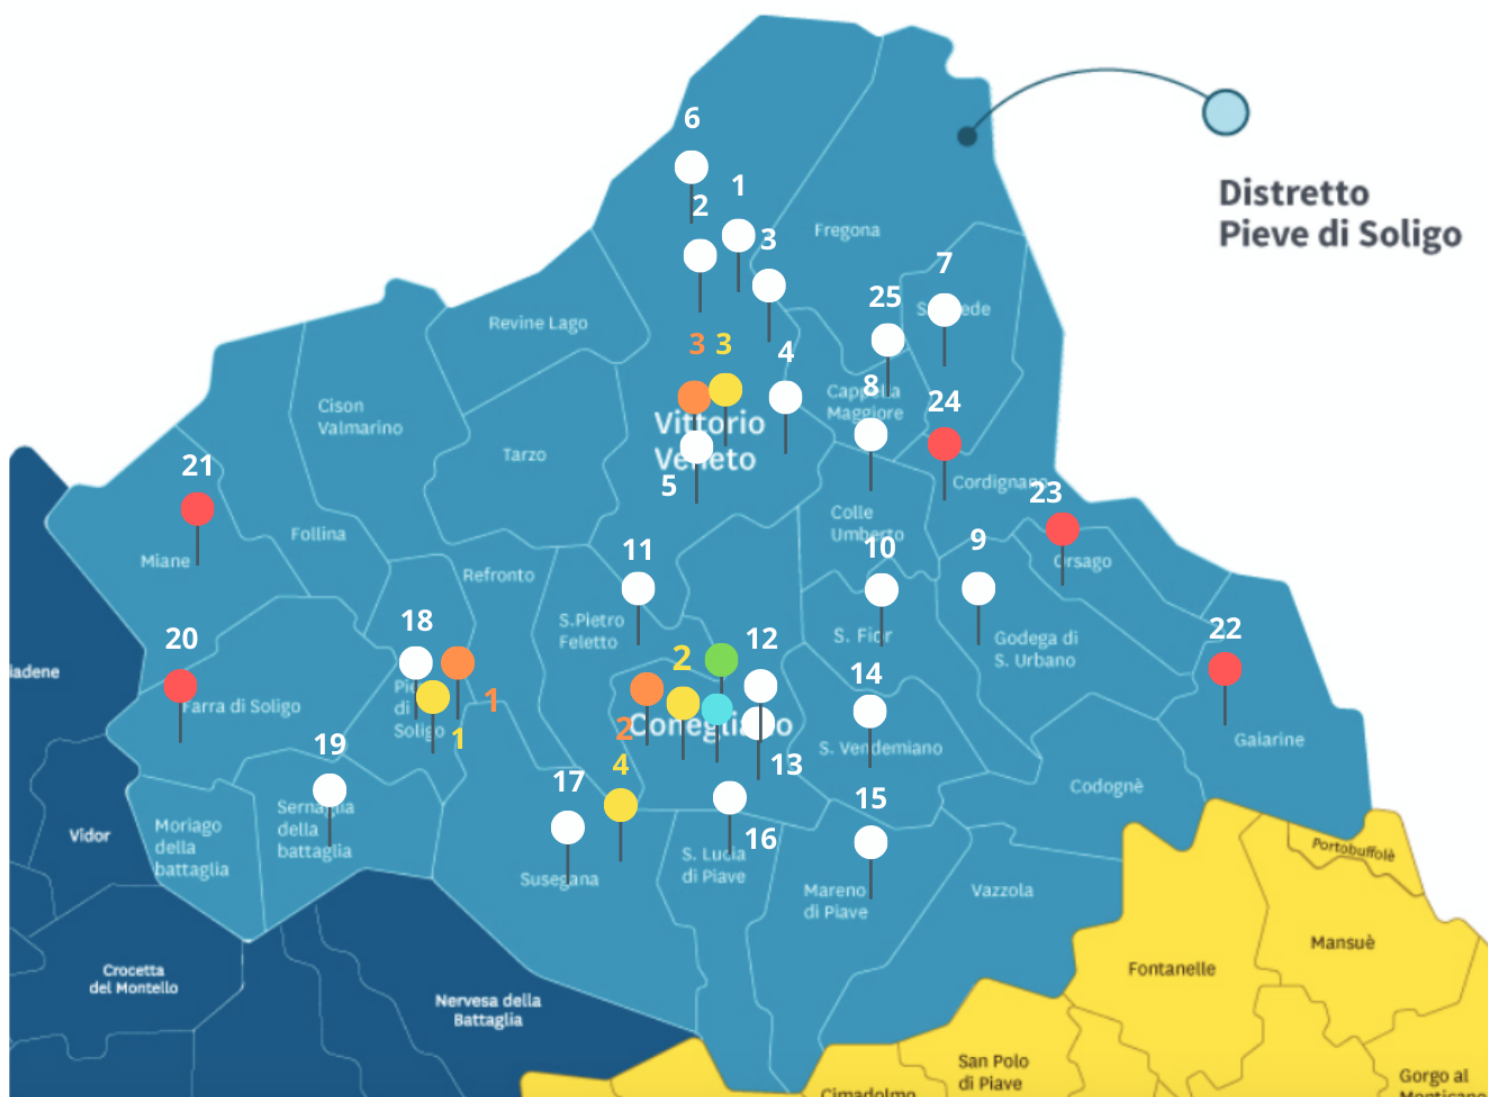 6
1
2
3
Distretto
Pieve di Soligo
Fregona
7
25
Revine Lago
3
3
4
8
Cappella
Maggiore
24
Cison
Valmarino
Vittorio
Veneto
Tarzo
5
21
Cordignano
23
Colle
Umberto
Follina
Miane
11
10
9
Orsago
Refronto
S.Pietro
Feletto
18
20
12
2
S. Fior
Godega di
S. Urbano
22
14
iadene
Farra di Soligo
di
Soligo
1
1
2
Conegliano
S. Vendemiano
Gaiarine
19
4
17
13
15
Codognè
Sernaglia
della
battaglia
Vidor
Moriago
della
battaglia
16
S. Lucia
di Piave
Susegana
Mareno
di Piave
Vazzola
Portobuffolè
Mansuè
Fontanelle
Crocetta
del Montello
Nervesa della
Battaglia
San Polo
di Piave
Cimadolmo
Gorgo al
Monticano